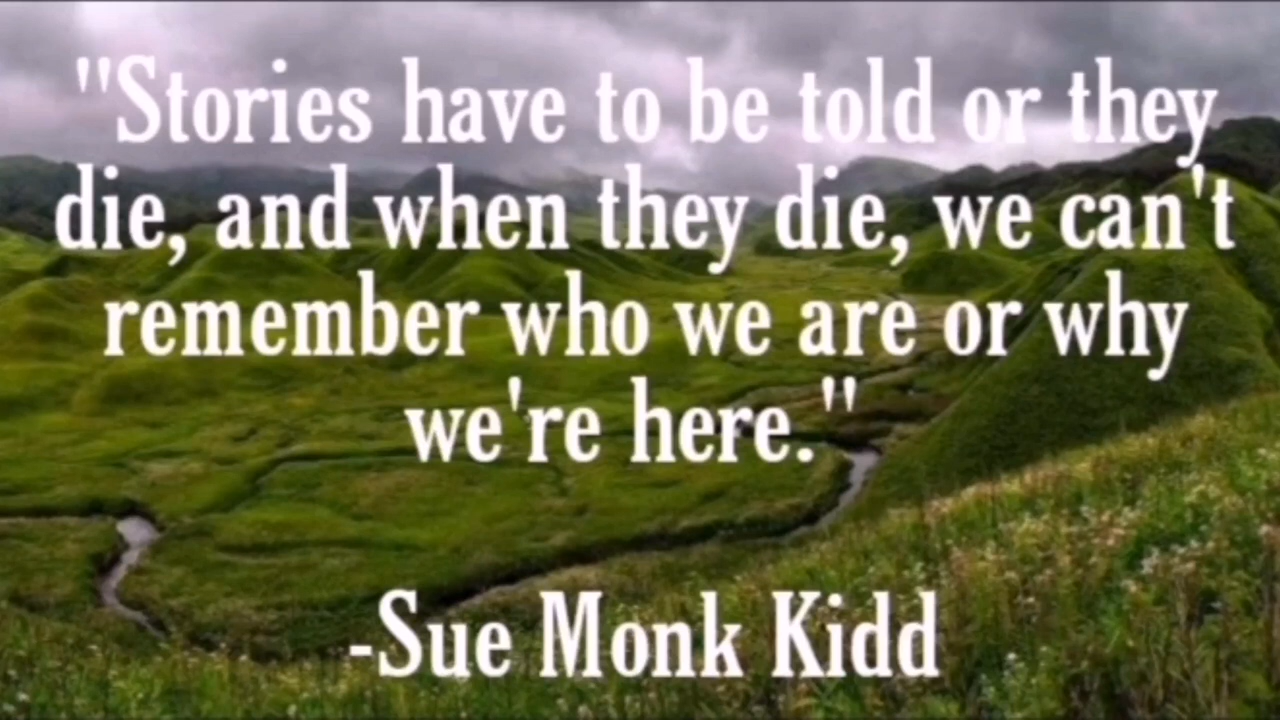 "Stories have to be told or they
die, and when they die, we can't
remember who we are or why
we're here."
-Sue Monk Kidd